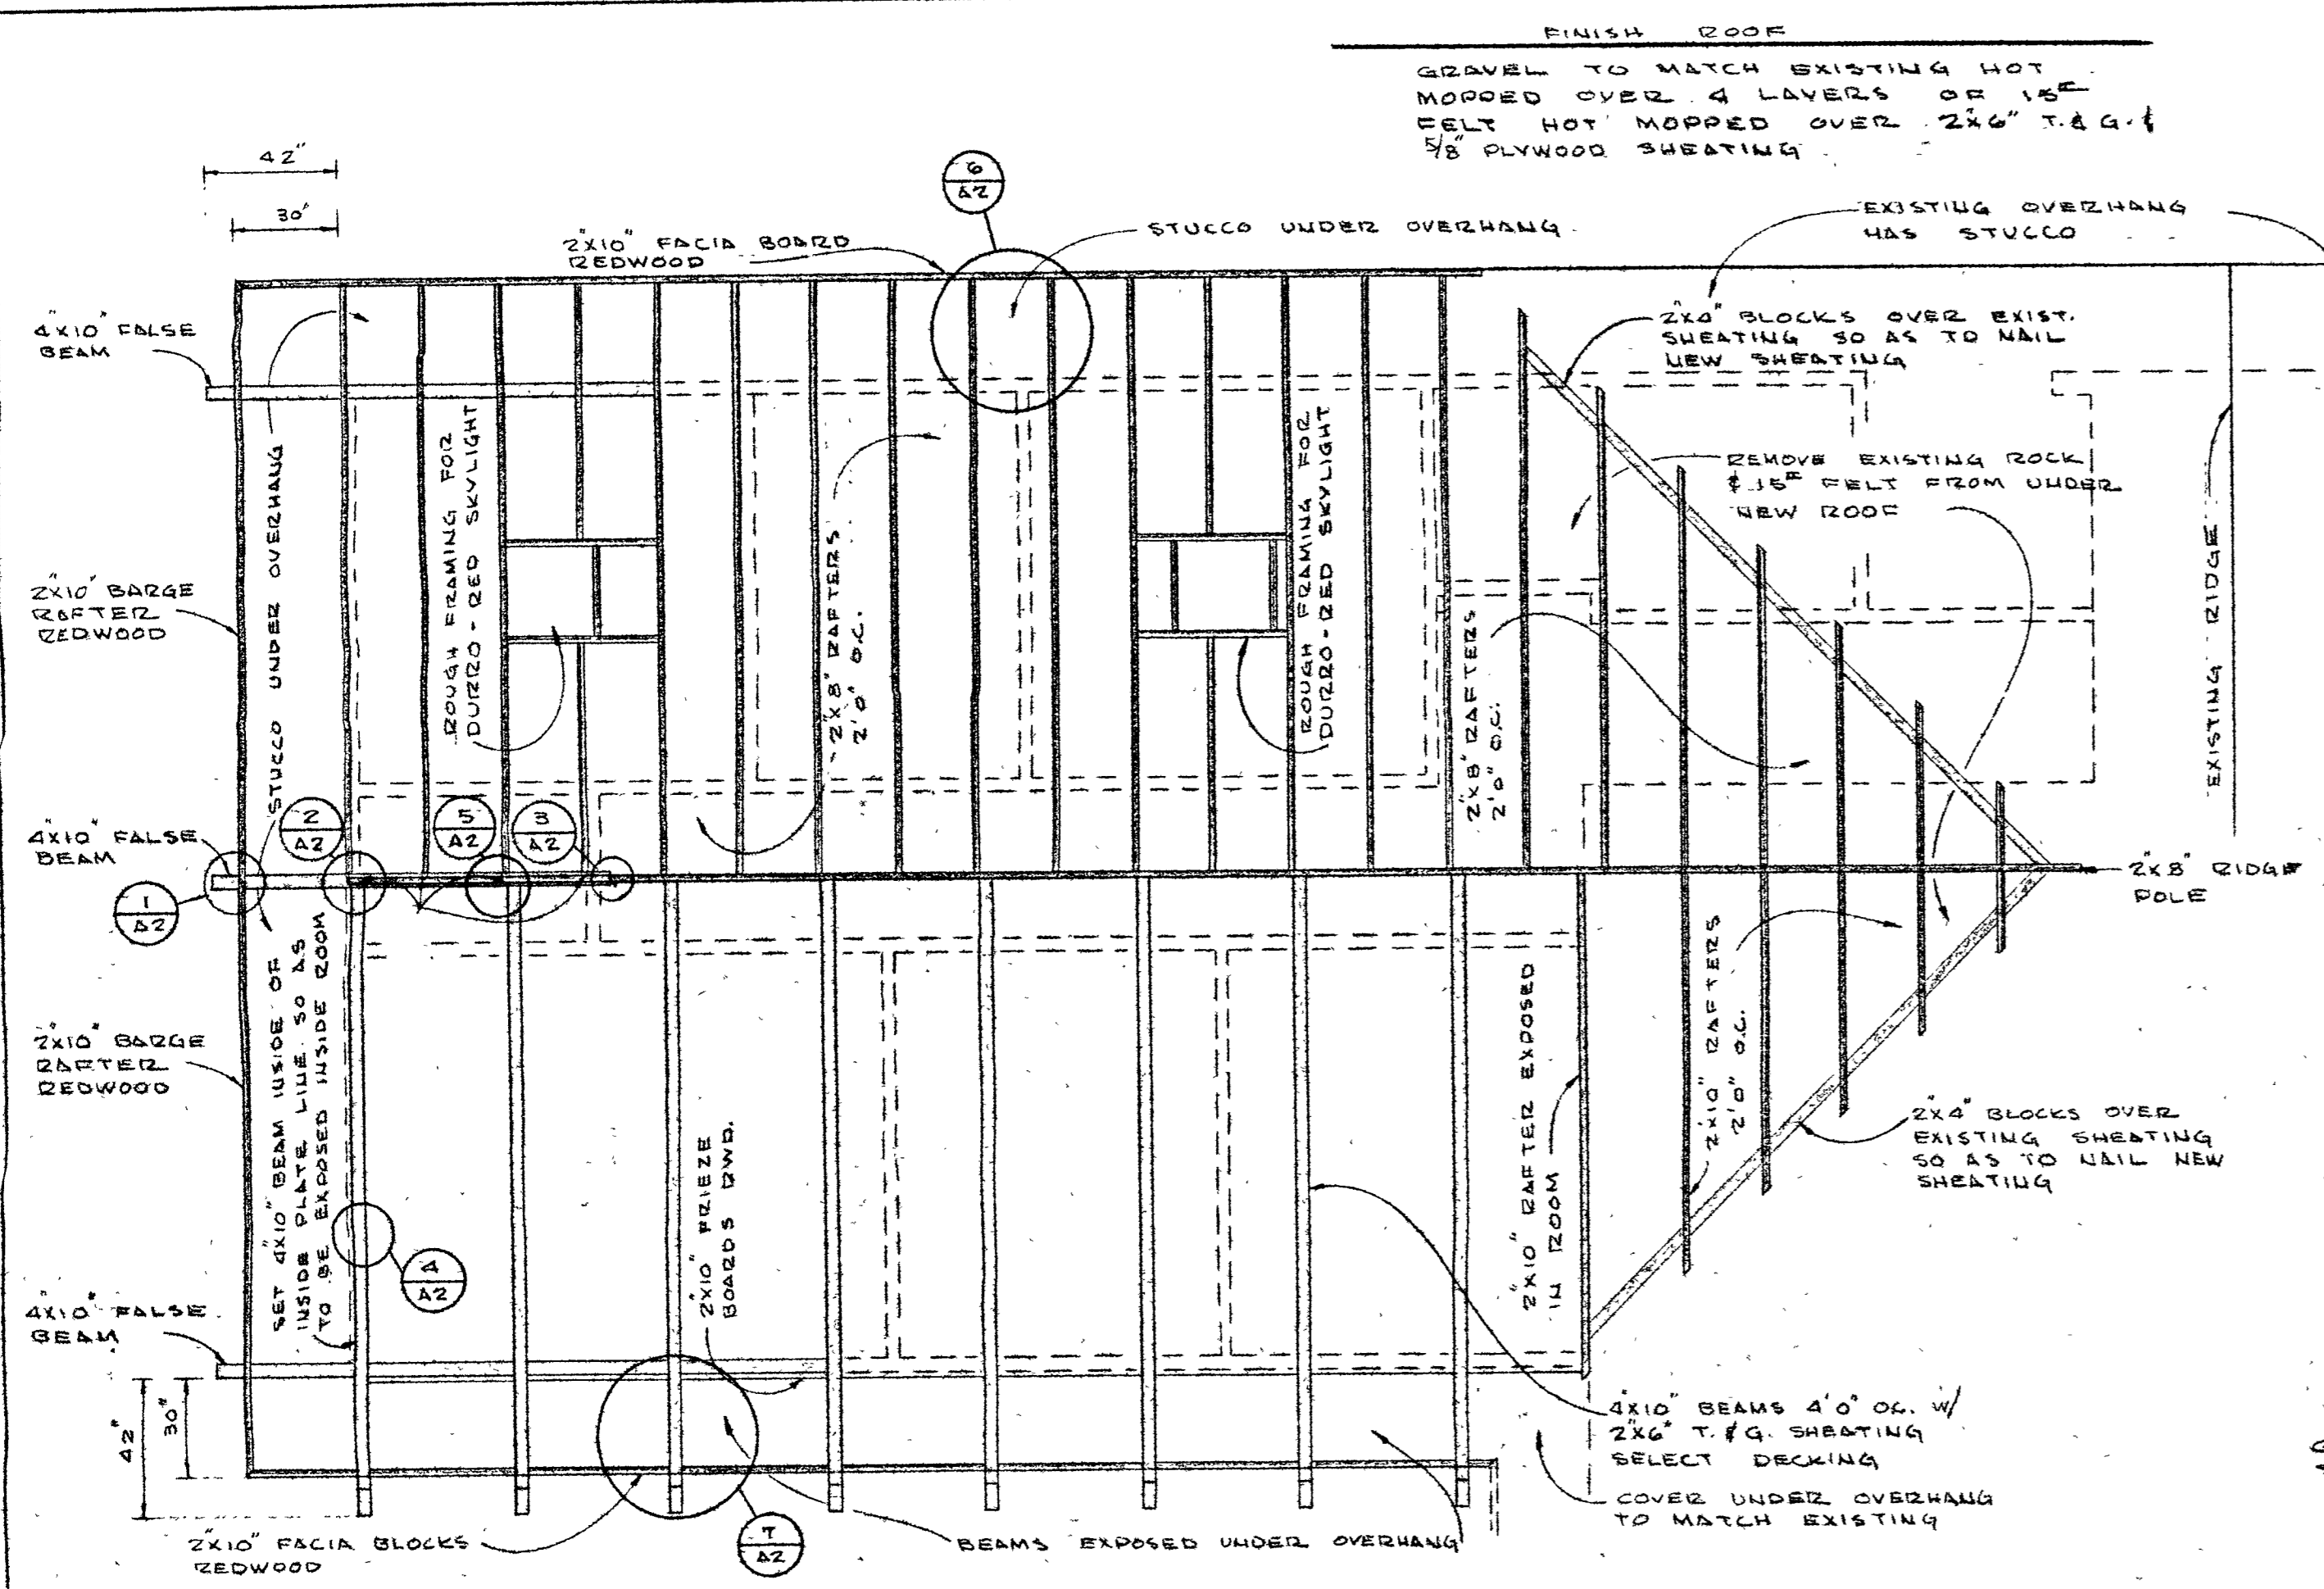 FINISH ROOF
GRAVEL TO MATCH EXISTING HOT
MOPPED OVER 4 LAYERS OF 15#
FELT HOT MOPPED OVER 2"X6" T. & G. &
5/8" PLYWOOD SHEATING
42"
30"
6
A2
2"X10" FACIA BOARD
REDWOOD
STUCCO UNDER OVERHANG
EXISTING OVERHANG
HAS STUCCO
4"X10" FALSE
BEAM
2"X4" BLOCKS OVER EXIST.
SHEATING SO AS TO NAIL
NEW SHEATING
STUCCO UNDER OVERHANG
ROUGH FRAMING FOR
DURRO-RED SKYLIGHT
2"X8" RAFTERS
2'0" O.C.
ROUGH FRAMING FOR
DURRO-RED SKYLIGHT
2"X8" RAFTERS
2'0" O.C.
REMOVE EXISTING ROCK
& 15# FELT FROM UNDER
NEW ROOF
EXISTING RIDGE
2"X10" BARGE
RAFTER
REDWOOD
4"X10" FALSE
BEAM
2
A2
5
A2
3
A2
1
A2
2"X8" RIDGE
POLE
SET 4"X10" BEAM INSIDE OF
INSIDE PLATE LINE SO AS
TO BE EXPOSED INSIDE ROOM
2"X10" BARGE
RAFTER
REDWOOD
2"X10" FRIEZE
BOARDS RWD.
2"X10" RAFTER EXPOSED
IN ROOM
2"X10" RAFTERS
2'0" O.C.
2"X4" BLOCKS OVER
EXISTING SHEATING
SO AS TO NAIL NEW
SHEATING
4
A2
4"X10" FALSE
BEAM
42"
30"
4"X10" BEAMS 4'0" OC. W/
2"X6" T. & G. SHEATING
SELECT DECKING
COVER UNDER OVERHANG
TO MATCH EXISTING
2"X10" FACIA BLOCKS
REDWOOD
7
A2
BEAMS EXPOSED UNDER OVERHANG